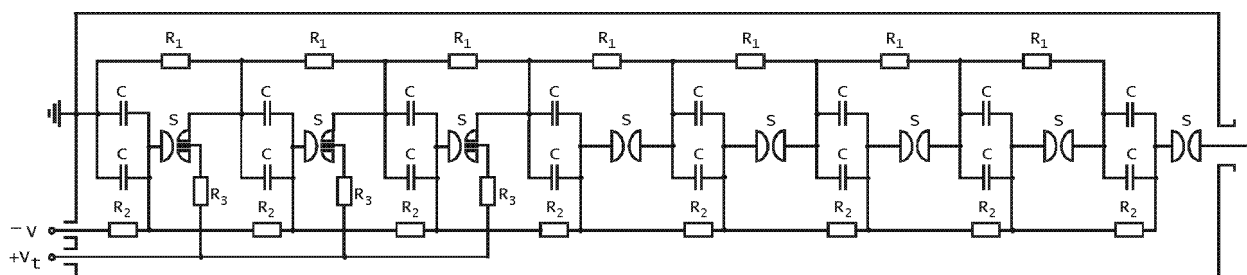 R1 R1 R1 R1 R1 R1 R1
C C C C C C C C
S S S S S S S S
C C C C C C C C
R3 R3 R3
R2 R2 R2 R2 R2 R2 R2 R2
−V
+Vt